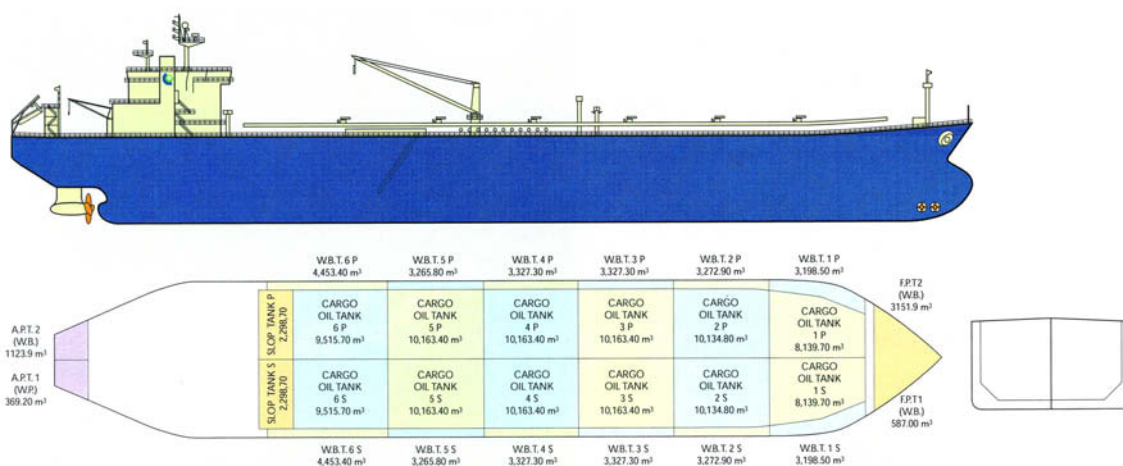 W.B.T. 6 P
4,453.40 m³
W.B.T. 5 P
3,265.80 m³
W.B.T. 4 P
3,327.30 m³
W.B.T. 3 P
3,327.30 m³
W.B.T. 2 P
3,272.90 m³
W.B.T. 1 P
3,198.50 m³
F.P.T.2
(W.B.)
3151.9 m³
A.P.T. 2
(W.B.)
1123.9 m³
SLOP TANK P
2,298,70
CARGO
OIL TANK
6 P
9,515.70 m³
CARGO
OIL TANK
5 P
10,163.40 m³
CARGO
OIL TANK
4 P
10,163.40 m³
CARGO
OIL TANK
3 P
10,163.40 m³
CARGO
OIL TANK
2 P
10,134.80 m³
CARGO
OIL TANK
1 P
8,139.70 m³
A.P.T. 1
(W.P.)
369.20 m³
SLOP TANK S
2,298,70
CARGO
OIL TANK
6 S
9,515.70 m³
CARGO
OIL TANK
5 S
10,163.40 m³
CARGO
OIL TANK
4 S
10,163.40 m³
CARGO
OIL TANK
3 S
10,163.40 m³
CARGO
OIL TANK
2 S
10,134.80 m³
CARGO
OIL TANK
1 S
8,139.70 m³
F.P.T1
(W.B.)
587.00 m³
W.B.T. 6 S
4,453.40 m³
W.B.T. 5 S
3,265.80 m³
W.B.T. 4 S
3,327.30 m³
W.B.T. 3 S
3,327.30 m³
W.B.T. 2 S
3,272.90 m³
W.B.T. 1 S
3,198.50 m³